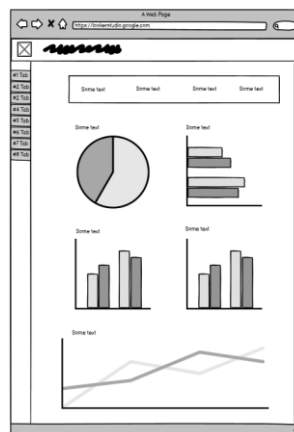 A Web Page
https://lookerstudio.google.com
#1 Tab
#2 Tab
#3 Tab
#4 Tab
#5 Tab
#6 Tab
#7 Tab
#8 Tab
Some text Some text Some text Some text
Some text Some text
Some text Some text
Some text